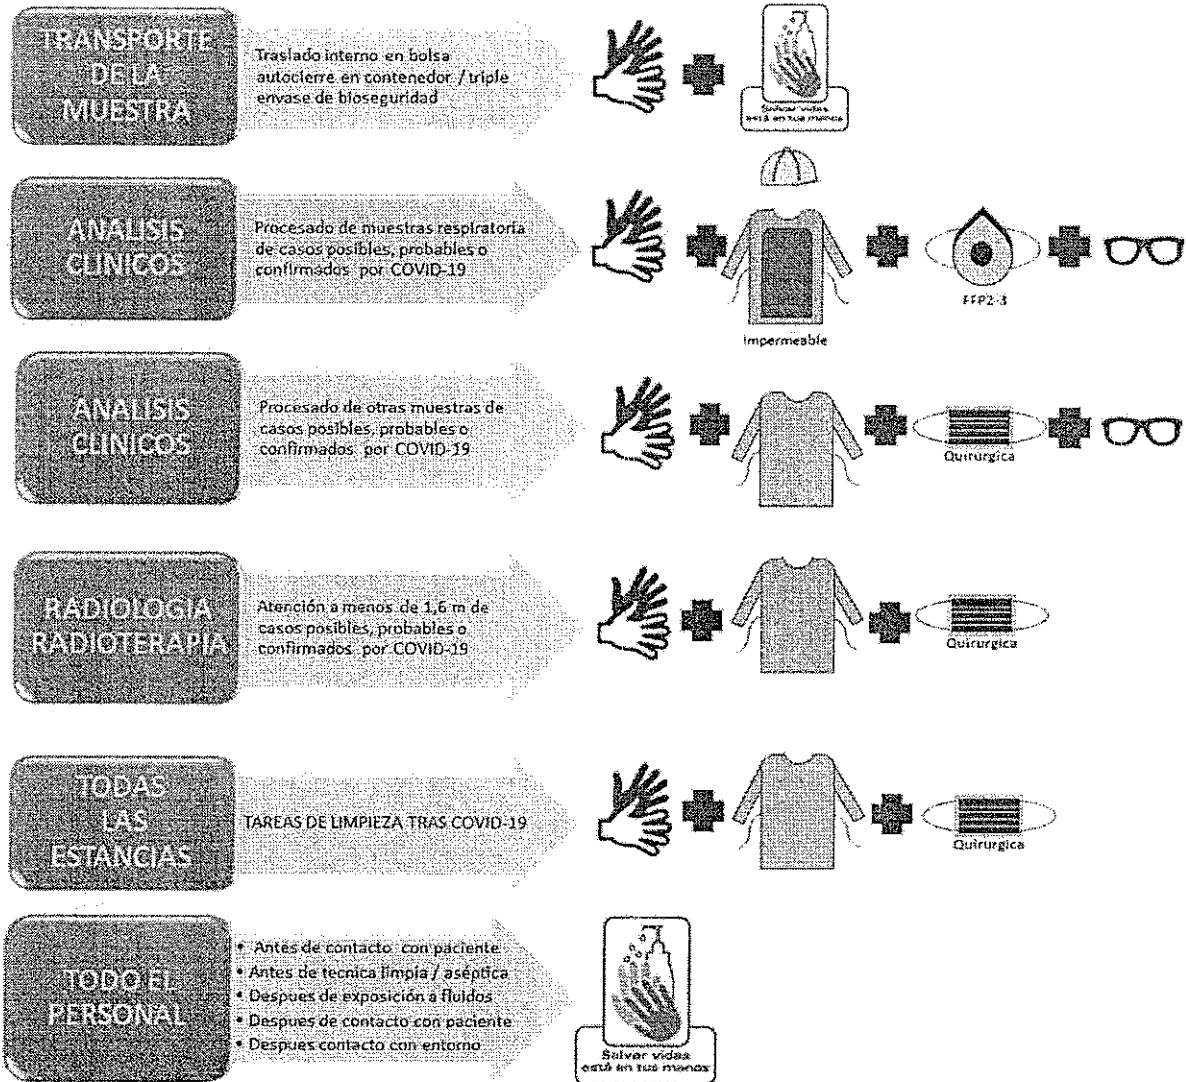 TRANSPORTE
DE LA
MUESTRA
Traslado interno en bolsa
autocierre en contenedor / triple
envase de bioseguridad
Salvar vidas
está en tus manos
ANALISIS
CLINICOS
Procesado de muestras respiratoria
de casos posibles, probables o
confirmados por COVID-19
Impermeable
FFP2-3
ANALISIS
CLINICOS
Procesado de otras muestras de
casos posibles, probables o
confirmados por COVID-19
Quirurgica
RADIOLOGIA
RADIOTERAPIA
Atención a menos de 1,6 m de
casos posibles, probables o
confirmados por COVID-19
Quirurgica
TODAS
LAS
ESTANCIAS
TAREAS DE LIMPIEZA TRAS COVID-19
Quirurgica
TODO EL
PERSONAL
• Antes de contacto con paciente
• Antes de tecnica limpia / aséptica
• Despues de exposición a fluidos
• Despues de contacto con paciente
• Despues contacto con entorno
Salvar vidas
está en tus manos